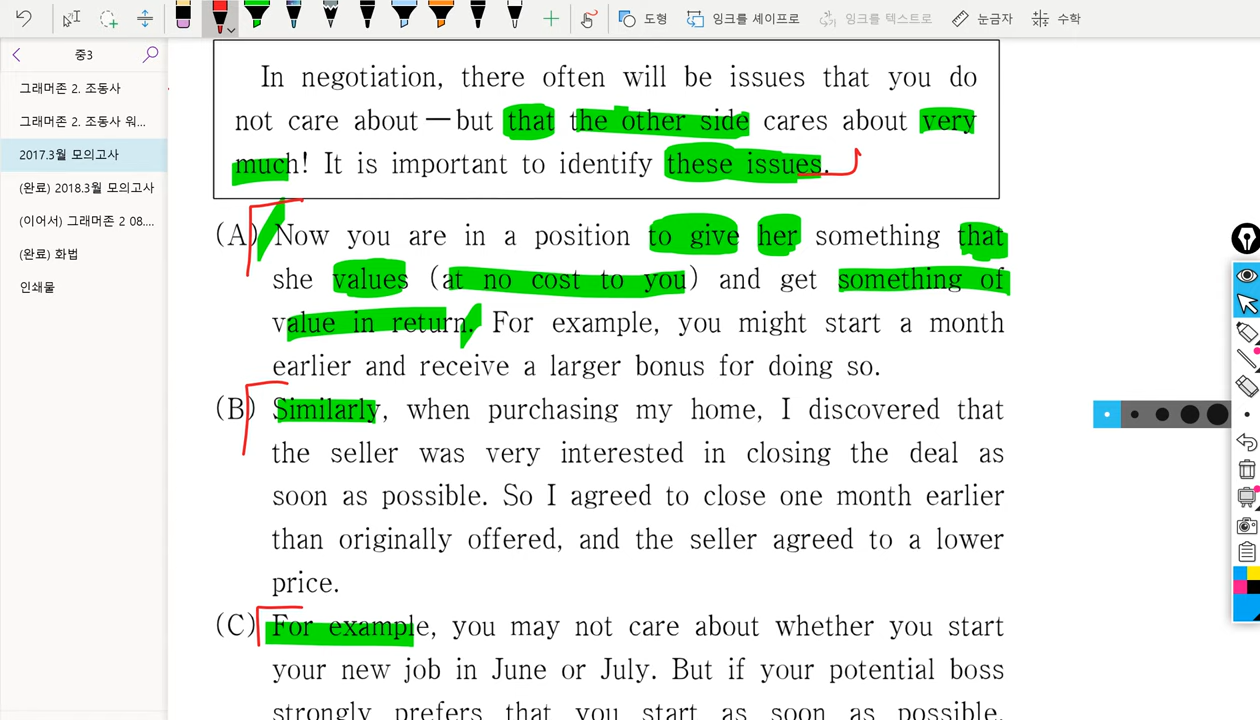 도형
잉크를 셰이프로
잉크를 텍스트로
눈금자
수학
중3
그래머존 2. 조동사
그래머존 2. 조동사 워...
2017.3월 모의고사
(완료) 2018.3월 모의고사
(이어서) 그래머존 2 08....
(완료) 화법
인쇄물
In negotiation, there often will be issues that you do
not care about—but that the other side cares about very
much! It is important to identify these issues.
(A) Now you are in a position to give her something that
she values (at no cost to you) and get something of
value in return. For example, you might start a month
earlier and receive a larger bonus for doing so.
(B) Similarly, when purchasing my home, I discovered that
the seller was very interested in closing the deal as
soon as possible. So I agreed to close one month earlier
than originally offered, and the seller agreed to a lower
price.
(C) For example, you may not care about whether you start
your new job in June or July. But if your potential boss
strongly prefers that you start as soon as possible,